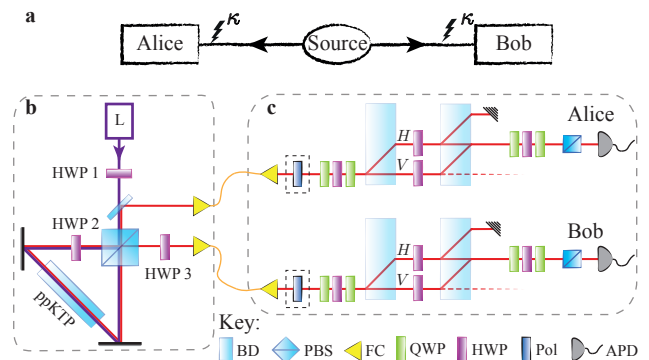 a
Alice
κ
Source
κ
Bob
b
L
HWP 1
HWP 2
HWP 3
ppKTP
c
Alice
H
V
Bob
H
V
Key:
BD PBS FC QWP HWP Pol APD